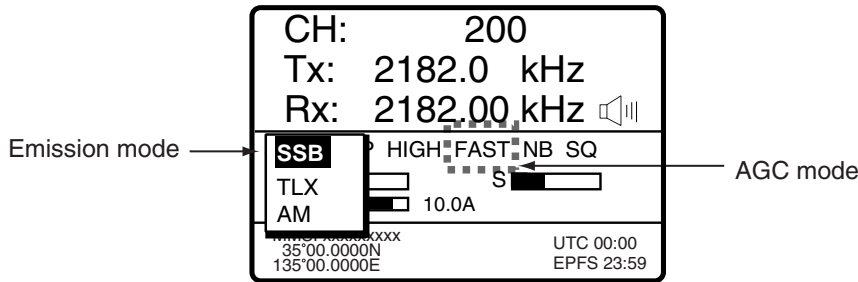 CH: 200
Tx: 2182.0 kHz
Rx: 2182.00 kHz
Emission mode
SSB HIGH FAST NB SQ
AGC mode
TLX S
AM 10.0A
35°00.0000N UTC 00:00
135°00.0000E EPFS 23:59